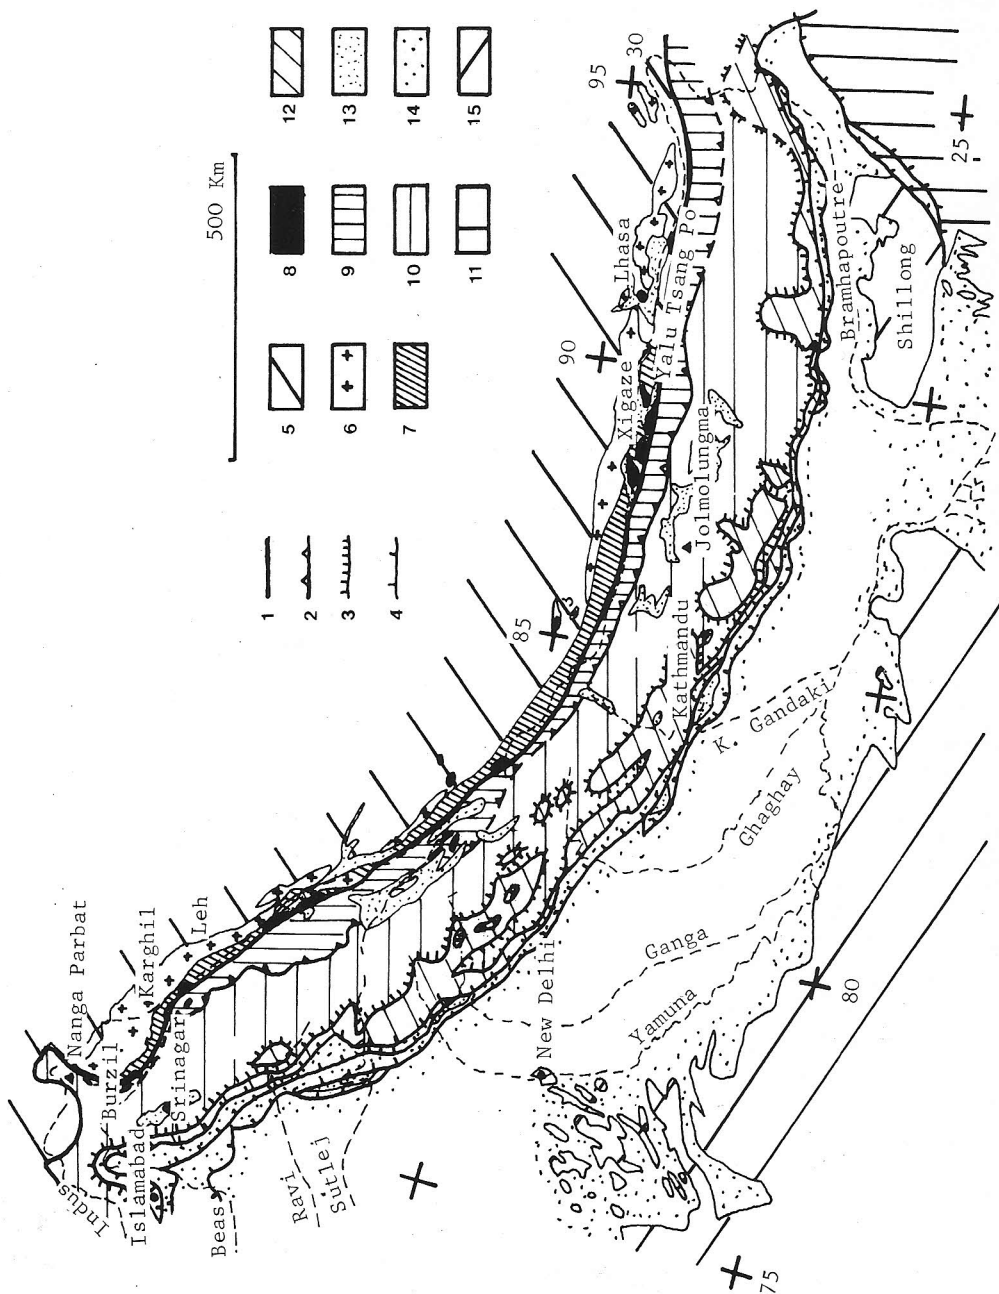 500 Km
1
2
3
4
5
6
7
8
9
10
11
12
13
14
15
95
30
90
85
25
80
75
Nanga Parbat
Karghil
Leh
Burzil
Srinagar
Indus
Islamabad
Beas
Ravi
Sutlej
New Delhi
Yamuna
Ganga
Ghaghay
K. Gandaki
Kathmandu
Jolmolungma
Xigaze
Lhasa
Yalu Tsang Po
Bramhapoutre
Shillong